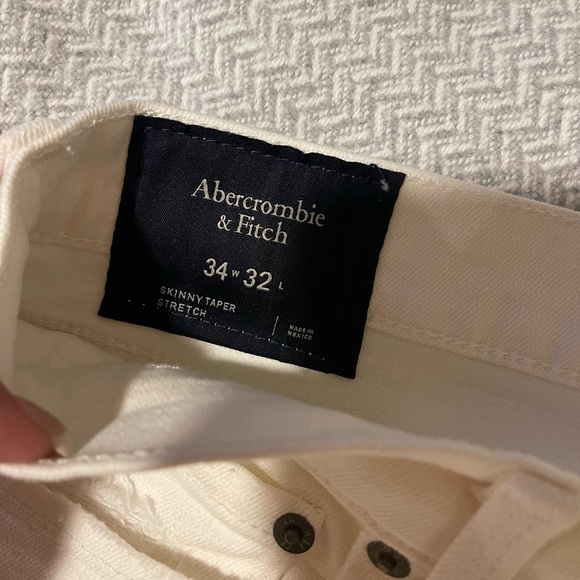 Abercrombie
& Fitch
34 W 32 L
SKINNY TAPER
STRETCH
MADE IN
MEXICO